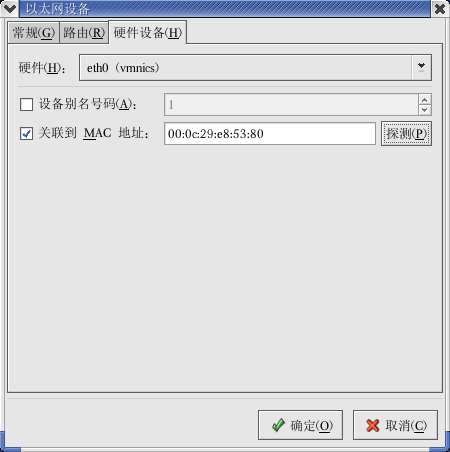 以太网设备
常规(G) 路由(R) 硬件设备(H)
硬件(H): eth0 (vmnics)
设备别名号码(A): 1
关联到 MAC 地址: 00:0c:29:e8:53:80 探测(P)
确定(O) 取消(C)